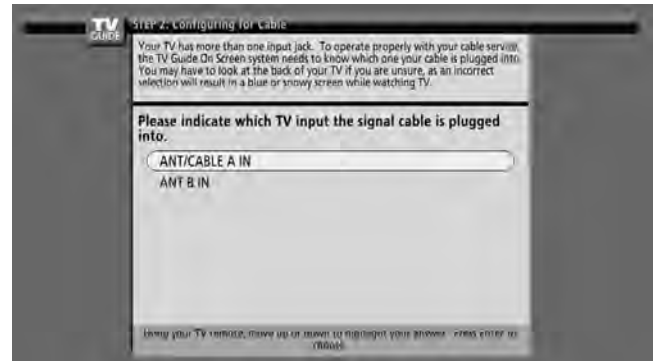 TV
GUIDE
STEP 2: Configuring for Cable
Your TV has more than one input jack. To operate properly with your cable service,
the TV Guide On Screen system needs to know which one your cable is plugged into.
You may have to look at the back of your TV if you are unsure, as an incorrect
selection will result in a blue or snowy screen while watching TV.
Please indicate which TV input the signal cable is plugged
into.
ANT/CABLE A IN
ANT B IN
Using your TV remote, move up or down to highlight your answer. Press enter to
choose.